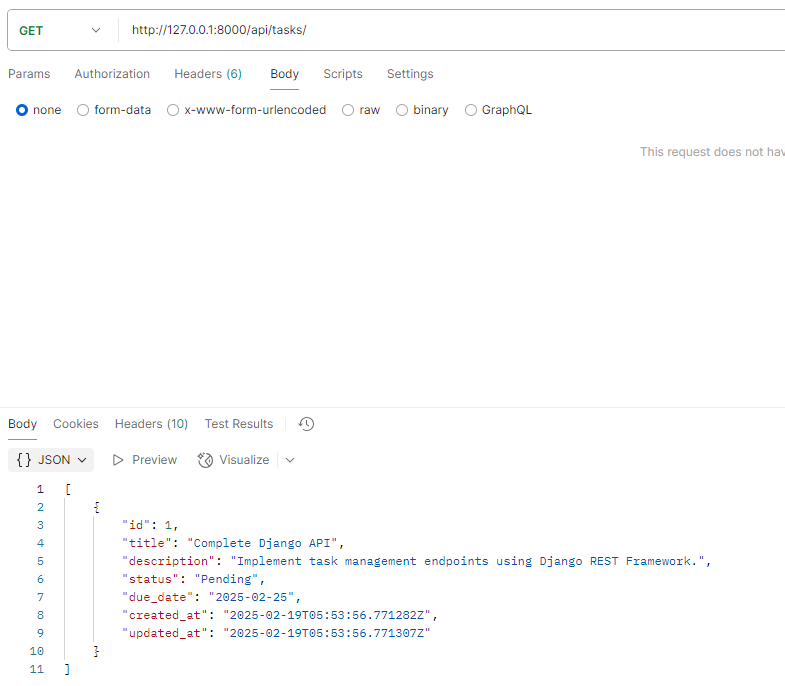 GET http://127.0.0.1:8000/api/tasks/
Params Authorization Headers (6) Body Scripts Settings
none form-data x-www-form-urlencoded raw binary GraphQL
This request does not hav
Body Cookies Headers (10) Test Results
{} JSON Preview Visualize
1 [
2 {
3 "id": 1,
4 "title": "Complete Django API",
5 "description": "Implement task management endpoints using Django REST Framework.",
6 "status": "Pending",
7 "due_date": "2025-02-25",
8 "created_at": "2025-02-19T05:53:56.771282Z",
9 "updated_at": "2025-02-19T05:53:56.771307Z"
10 }
11 ]